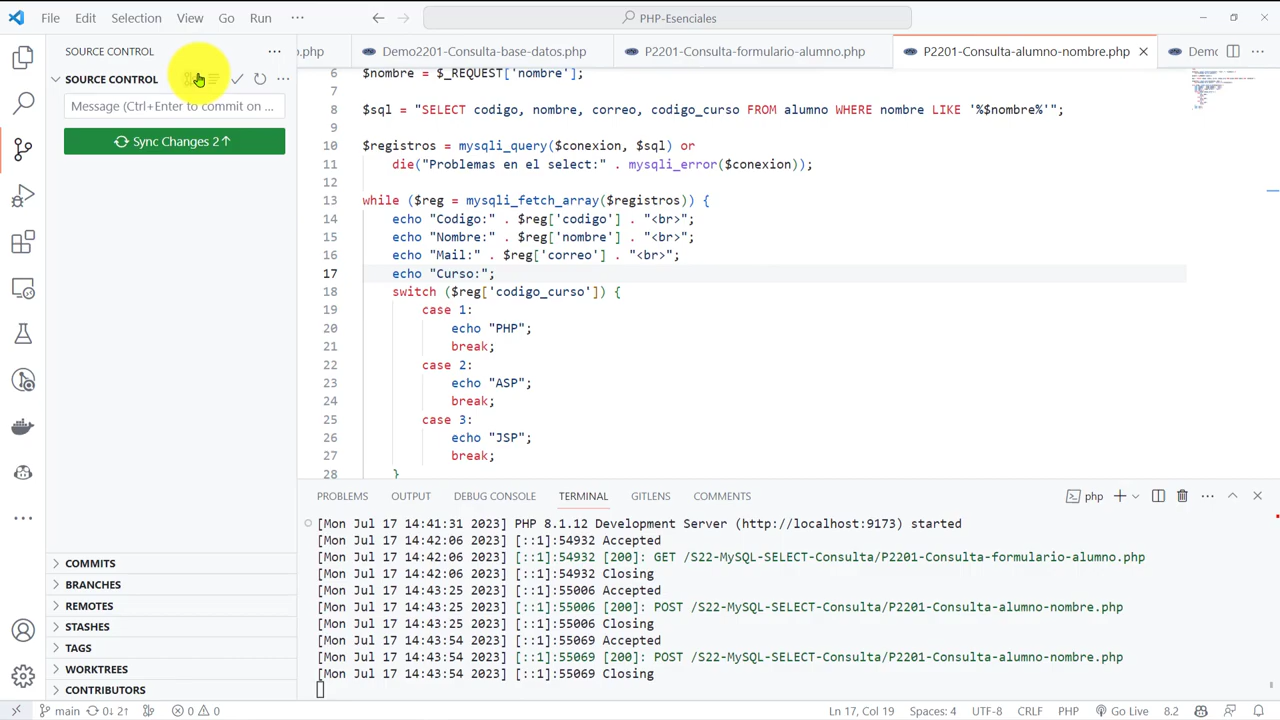 File Edit Selection View Go Run ··· PHP-Esenciales
SOURCE CONTROL ···
.php Demo2201-Consulta-base-datos.php P2201-Consulta-formulario-alumno.php P2201-Consulta-alumno-nombre.php Demo ···
SOURCE CONTROL ···
Message (Ctrl+Enter to commit on ...
Sync Changes 2↑
6 $nombre = $_REQUEST['nombre'];
7
8 $sql = "SELECT codigo, nombre, correo, codigo_curso FROM alumno WHERE nombre LIKE '%$nombre%'";
9
10 $registros = mysqli_query($conexion, $sql) or
11 die("Problemas en el select:" . mysqli_error($conexion));
12
13 while ($reg = mysqli_fetch_array($registros)) {
14 echo "Codigo:" . $reg['codigo'] . "<br>";
15 echo "Nombre:" . $reg['nombre'] . "<br>";
16 echo "Mail:" . $reg['correo'] . "<br>";
17 echo "Curso:";
18 switch ($reg['codigo_curso']) {
19 case 1:
20 echo "PHP";
21 break;
22 case 2:
23 echo "ASP";
24 break;
25 case 3:
26 echo "JSP";
27 break;
28 }
COMMITS
BRANCHES
REMOTES
STASHES
TAGS
WORKTREES
CONTRIBUTORS
PROBLEMS OUTPUT DEBUG CONSOLE TERMINAL GITLENS COMMENTS php ···
[Mon Jul 17 14:41:31 2023] PHP 8.1.12 Development Server (http://localhost:9173) started
[Mon Jul 17 14:42:06 2023] [::1]:54932 Accepted
[Mon Jul 17 14:42:06 2023] [::1]:54932 [200]: GET /S22-MySQL-SELECT-Consulta/P2201-Consulta-formulario-alumno.php
[Mon Jul 17 14:42:06 2023] [::1]:54932 Closing
[Mon Jul 17 14:43:25 2023] [::1]:55006 Accepted
[Mon Jul 17 14:43:25 2023] [::1]:55006 [200]: POST /S22-MySQL-SELECT-Consulta/P2201-Consulta-alumno-nombre.php
[Mon Jul 17 14:43:25 2023] [::1]:55006 Closing
[Mon Jul 17 14:43:54 2023] [::1]:55069 Accepted
[Mon Jul 17 14:43:54 2023] [::1]:55069 [200]: POST /S22-MySQL-SELECT-Consulta/P2201-Consulta-alumno-nombre.php
[Mon Jul 17 14:43:54 2023] [::1]:55069 Closing
main 0↓ 2↑ 0 0 Ln 17, Col 19 Spaces: 4 UTF-8 CRLF PHP Go Live 8.2